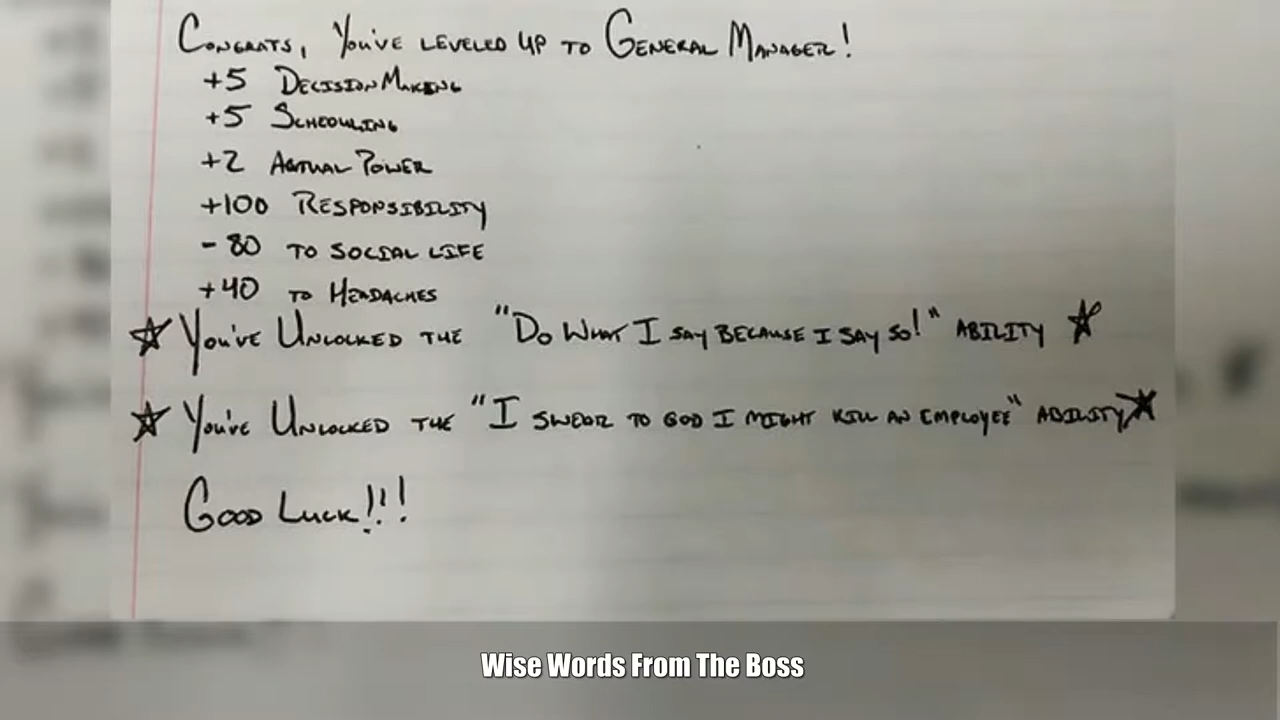 Congrats, You've leveled up to General Manager!
+5 Decision Making
+5 Scheduling
+2 Actual Power
+100 Responsibility
- 80 to social life
+40 to Headaches
☆ You've Unlocked the "Do What I say because I say so!" ability ☆
☆ You've Unlocked the "I swear to god I might kill an employee" ability ☆
Good Luck!!!
Wise Words From The Boss